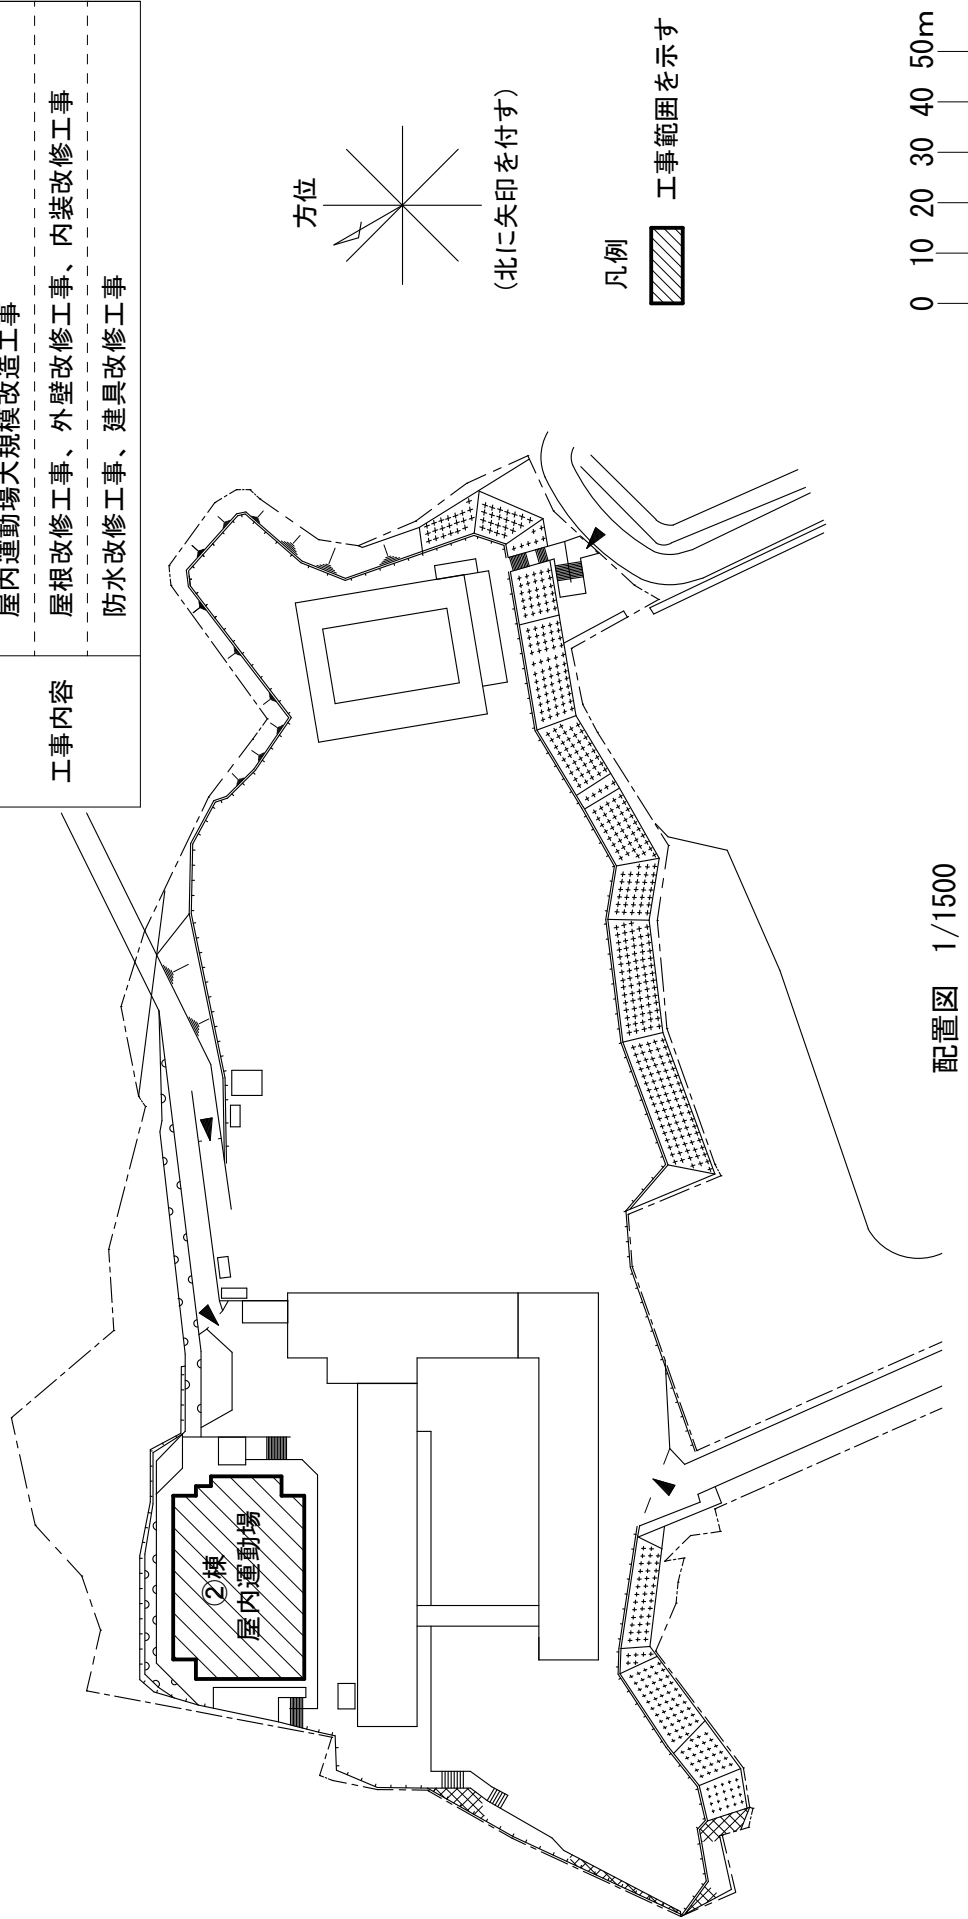 屋内運動場大規模改造工事
工事内容
屋根改修工事、外壁改修工事、内装改修工事
防水改修工事、建具改修工事
方位
(北に矢印を付す)
凡例
工事範囲を示す
②棟
屋内運動場
配置図 1/1500
0 10 20 30 40 50m